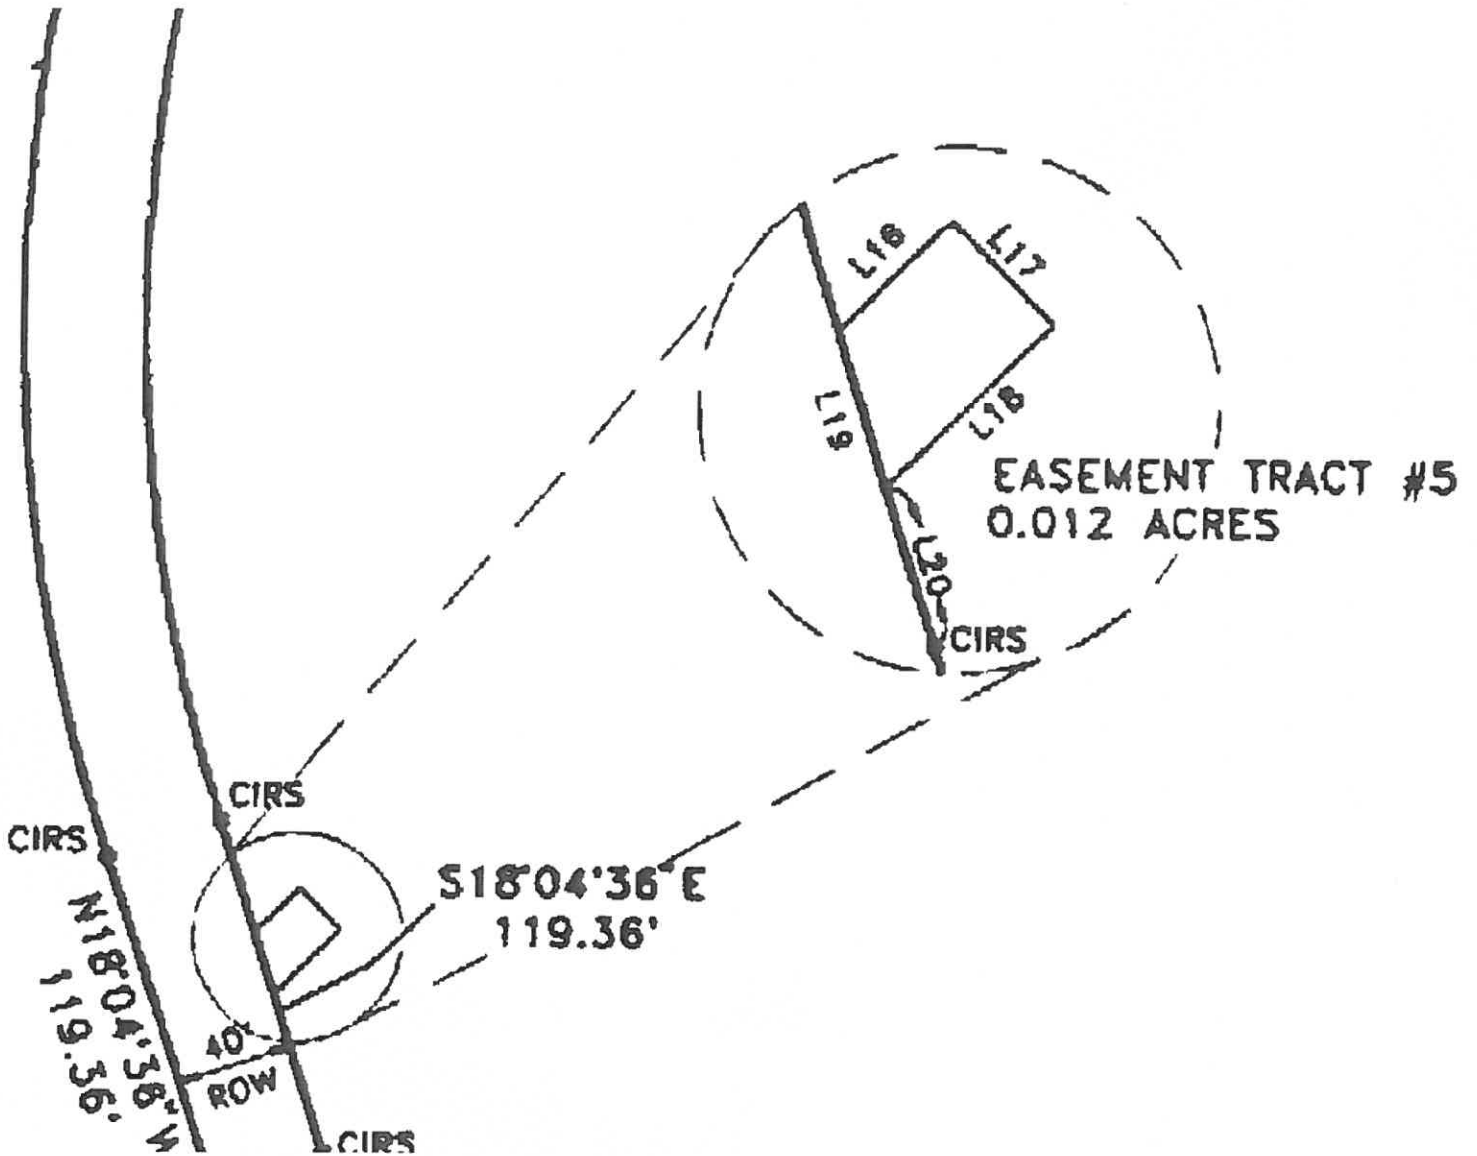 L16
L17
L19
L18
EASEMENT TRACT #5
0.012 ACRES
L20
CIRS
CIRS
CIRS
S18°04'36"E
119.36'
N18°04'36"W
119.36'
40'
ROW
CIRS